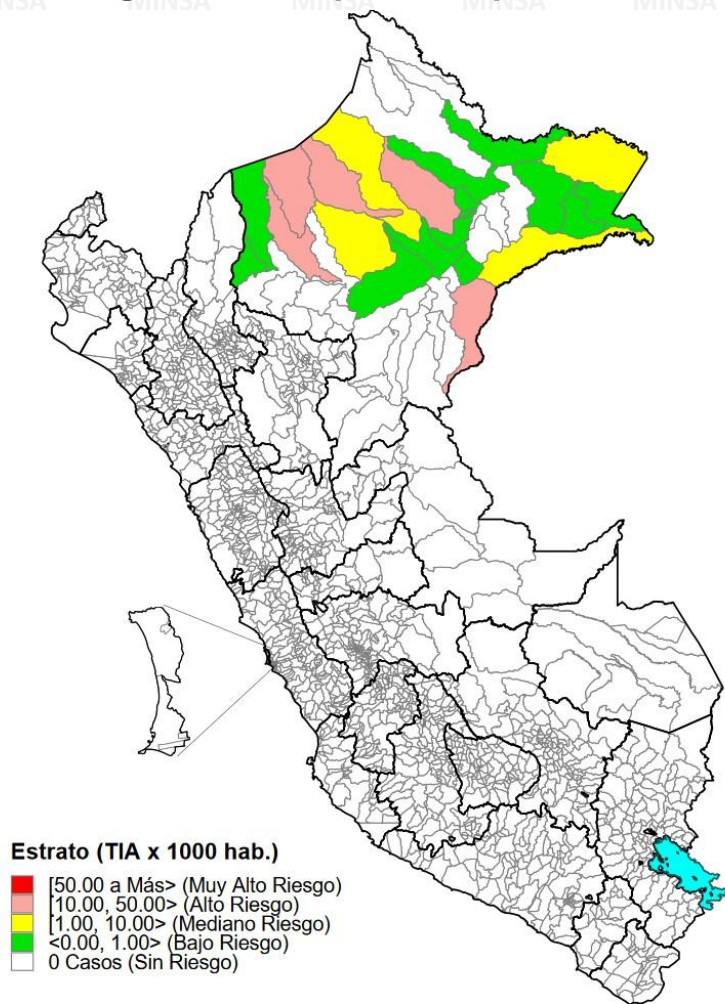 MINSA MINSA MINSA MINSA MINSA
Estrato (TIA x 1000 hab.)
[50.00 a Más> (Muy Alto Riesgo)
[10.00, 50.00> (Alto Riesgo)
[1.00, 10.00> (Mediano Riesgo)
<0.00, 1.00> (Bajo Riesgo)
0 Casos (Sin Riesgo)